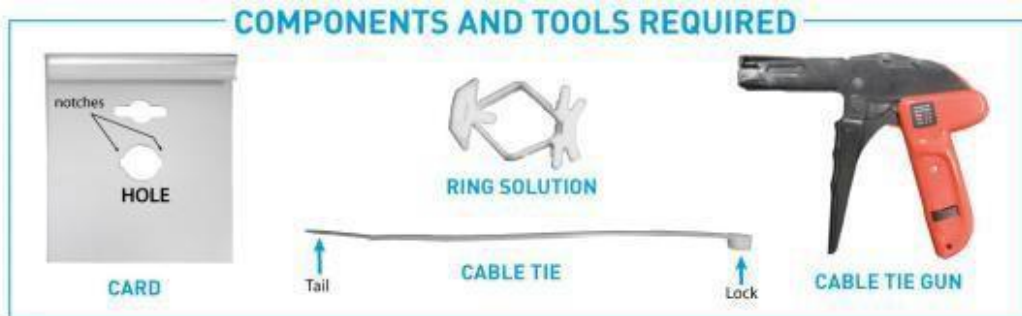 COMPONENTS AND TOOLS REQUIRED
notches
HOLE
CARD
RING SOLUTION
Tail
CABLE TIE
Lock
CABLE TIE GUN